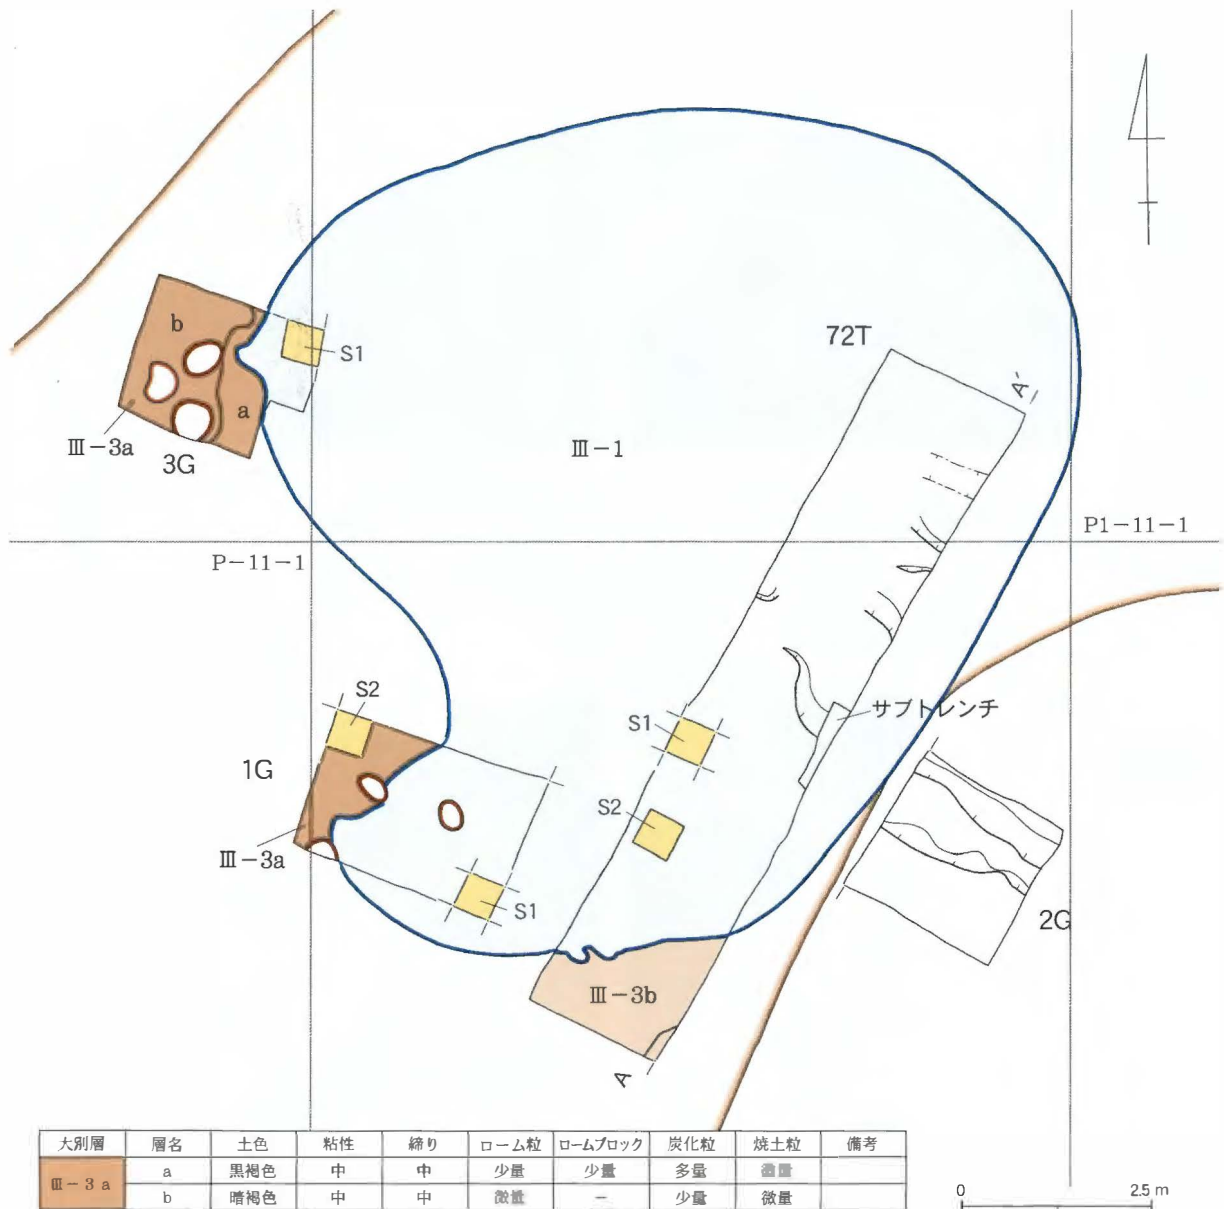 72T
A′
b
S1
a
Ⅲ-3a
3G
Ⅲ-1
P-11-1
P1-11-1
S2
1G
S1
サブトレンチ
S2
Ⅲ-3a
S1
2G
Ⅲ-3b
A
大別層 層名 土色 粘性 締り ローム粒 ロームブロック 炭化粒 焼土粒 備考
Ⅲ-3a a 黒褐色 中 中 少量 少量 多量
b 暗褐色 中 中 微量 - 少量 微量
0 2.5 m